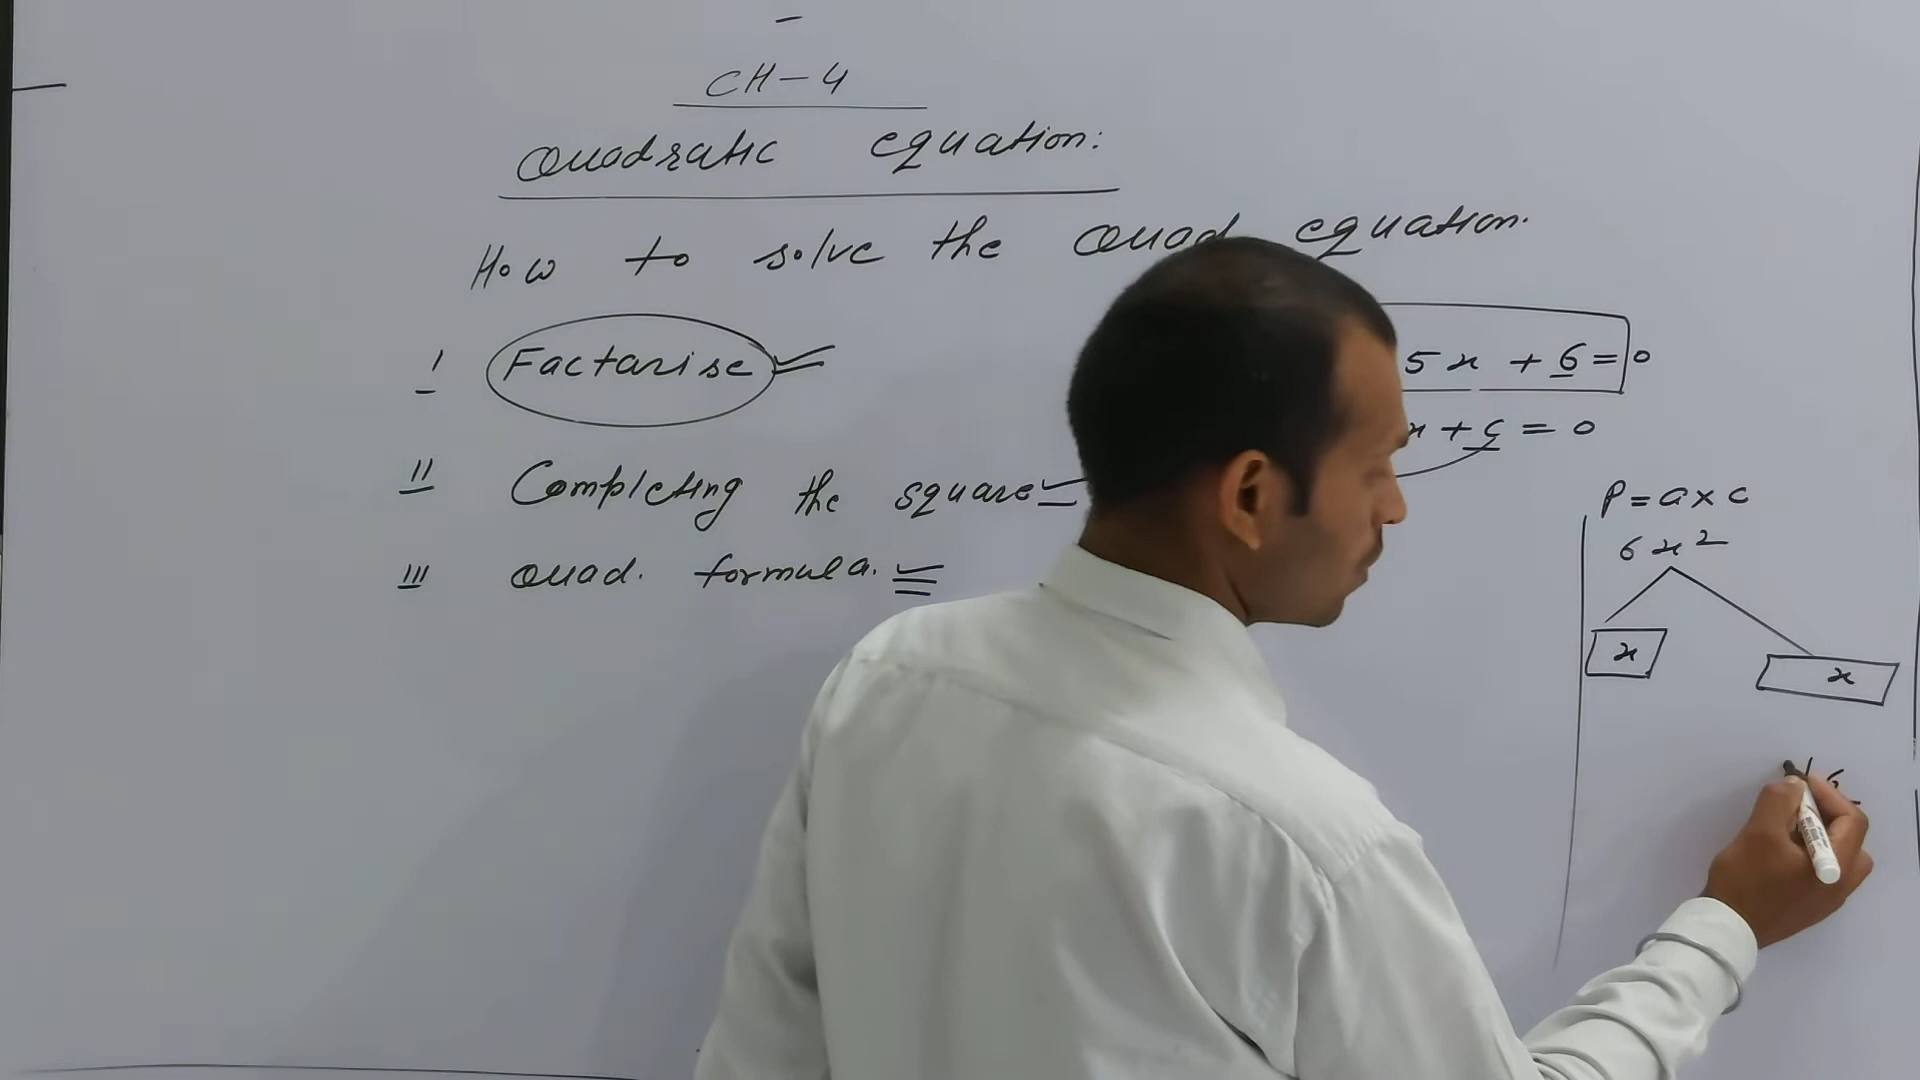 CH-4
Quadratic equation:
How to solve the Quad equation.
I Factarise
5x + 6 = 0
x + c = 0
II Completing the square
P = a x c
6x²
III Quad. formula.
x x
6